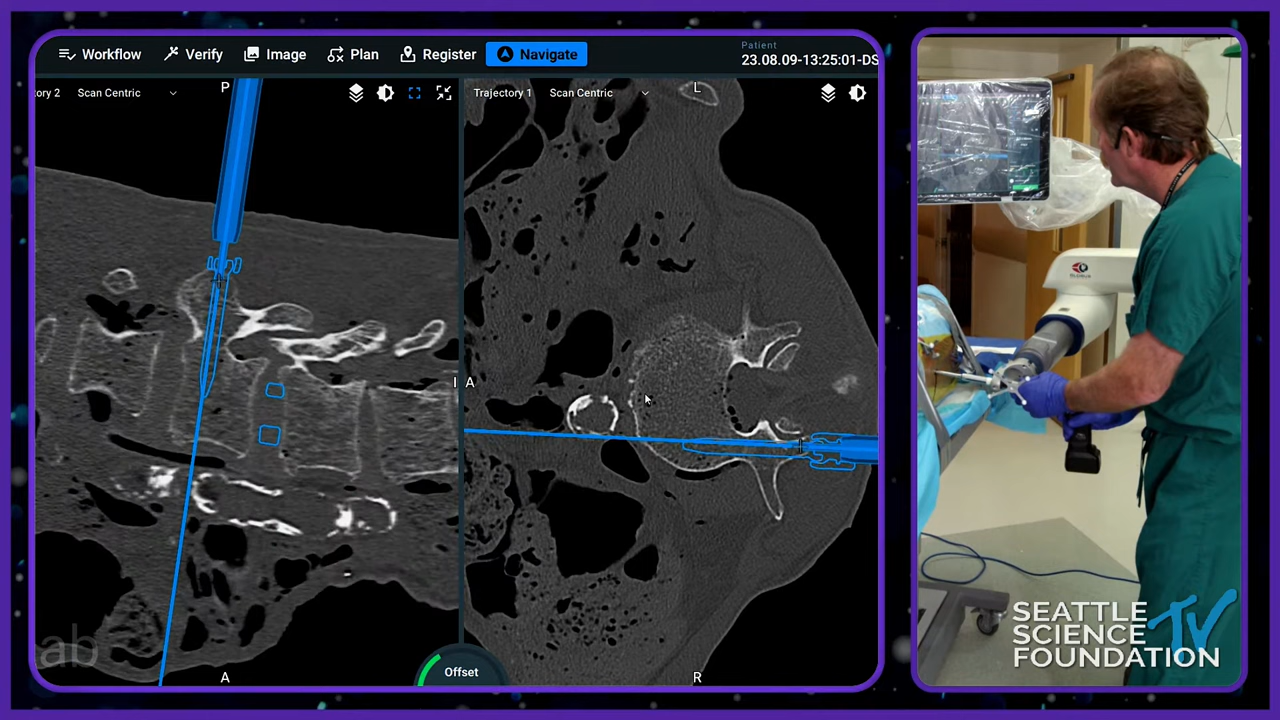 Workflow
Verify
Image
Plan
Register
Navigate
Patient
23.08.09-13:25:01-DS
ory 2
Scan Centric
P
Trajectory 1
Scan Centric
L
I
A
ab
A
Offset
R
SEATTLE
SCIENCE
FOUNDATION
TV